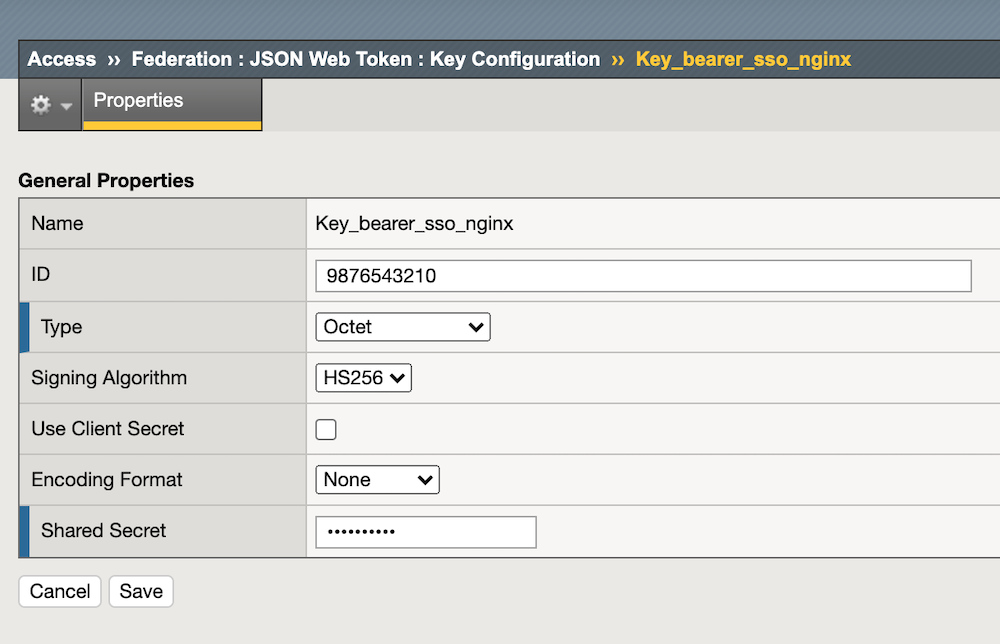 Access ›› Federation : JSON Web Token : Key Configuration ›› Key_bearer_sso_nginx
Properties
General Properties
Name Key_bearer_sso_nginx
ID 9876543210
Type Octet
Signing Algorithm HS256
Use Client Secret
Encoding Format None
Shared Secret ••••••••••
Cancel Save